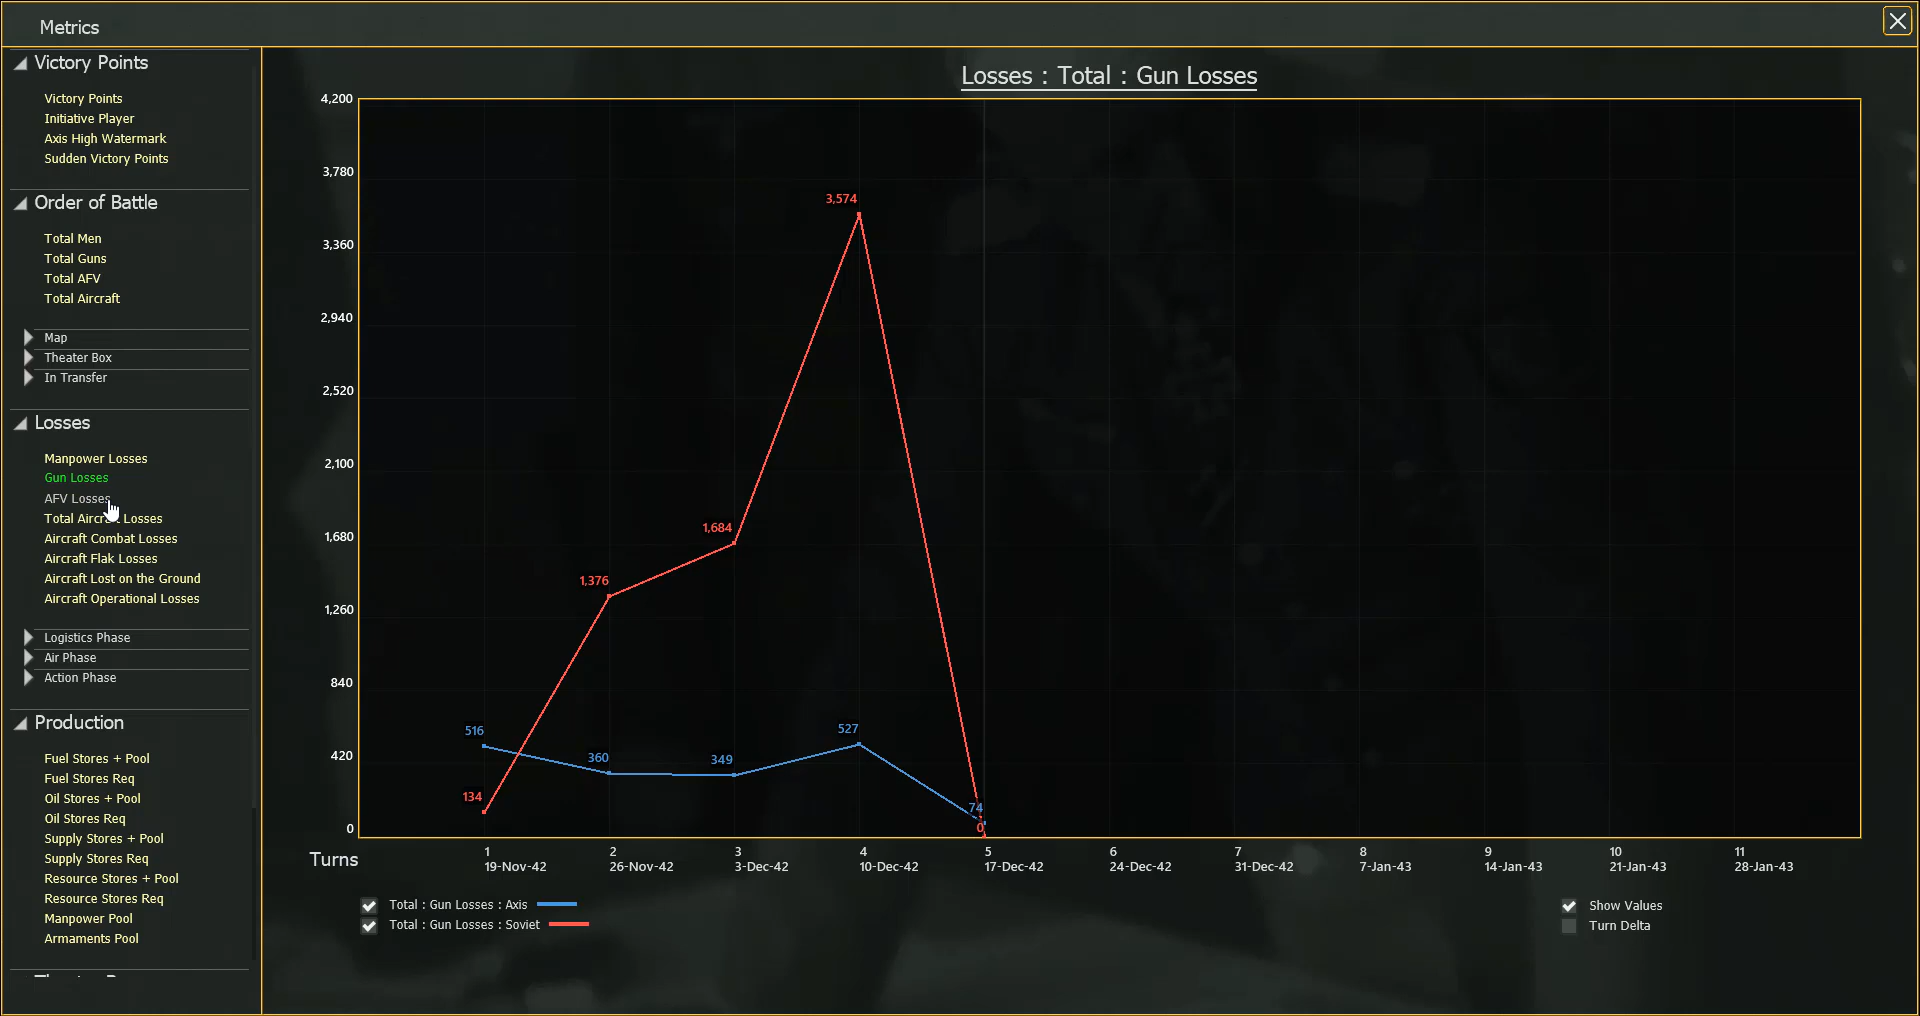 Metrics
Victory Points
Victory Points
Initiative Player
Axis High Watermark
Sudden Victory Points
Order of Battle
Total Men
Total Guns
Total AFV
Total Aircraft
Map
Theater Box
In Transfer
Losses
Manpower Losses
Gun Losses
AFV Losses
Total Aircraft Losses
Aircraft Combat Losses
Aircraft Flak Losses
Aircraft Lost on the Ground
Aircraft Operational Losses
Logistics Phase
Air Phase
Action Phase
Production
Fuel Stores + Pool
Fuel Stores Req
Oil Stores + Pool
Oil Stores Req
Supply Stores + Pool
Supply Stores Req
Resource Stores + Pool
Resource Stores Req
Manpower Pool
Armaments Pool
Losses : Total : Gun Losses
4,200
3,780
3,360
2,940
2,520
2,100
1,680
1,260
840
420
0
3,574
1,684
1,376
516
134
360
349
527
74
0
Turns
1 2 3 4 5 6 7 8 9 10 11
19-Nov-42 26-Nov-42 3-Dec-42 10-Dec-42 17-Dec-42 24-Dec-42 31-Dec-42 7-Jan-43 14-Jan-43 21-Jan-43 28-Jan-43
Total : Gun Losses : Axis
Total : Gun Losses : Soviet
Show Values
Turn Delta